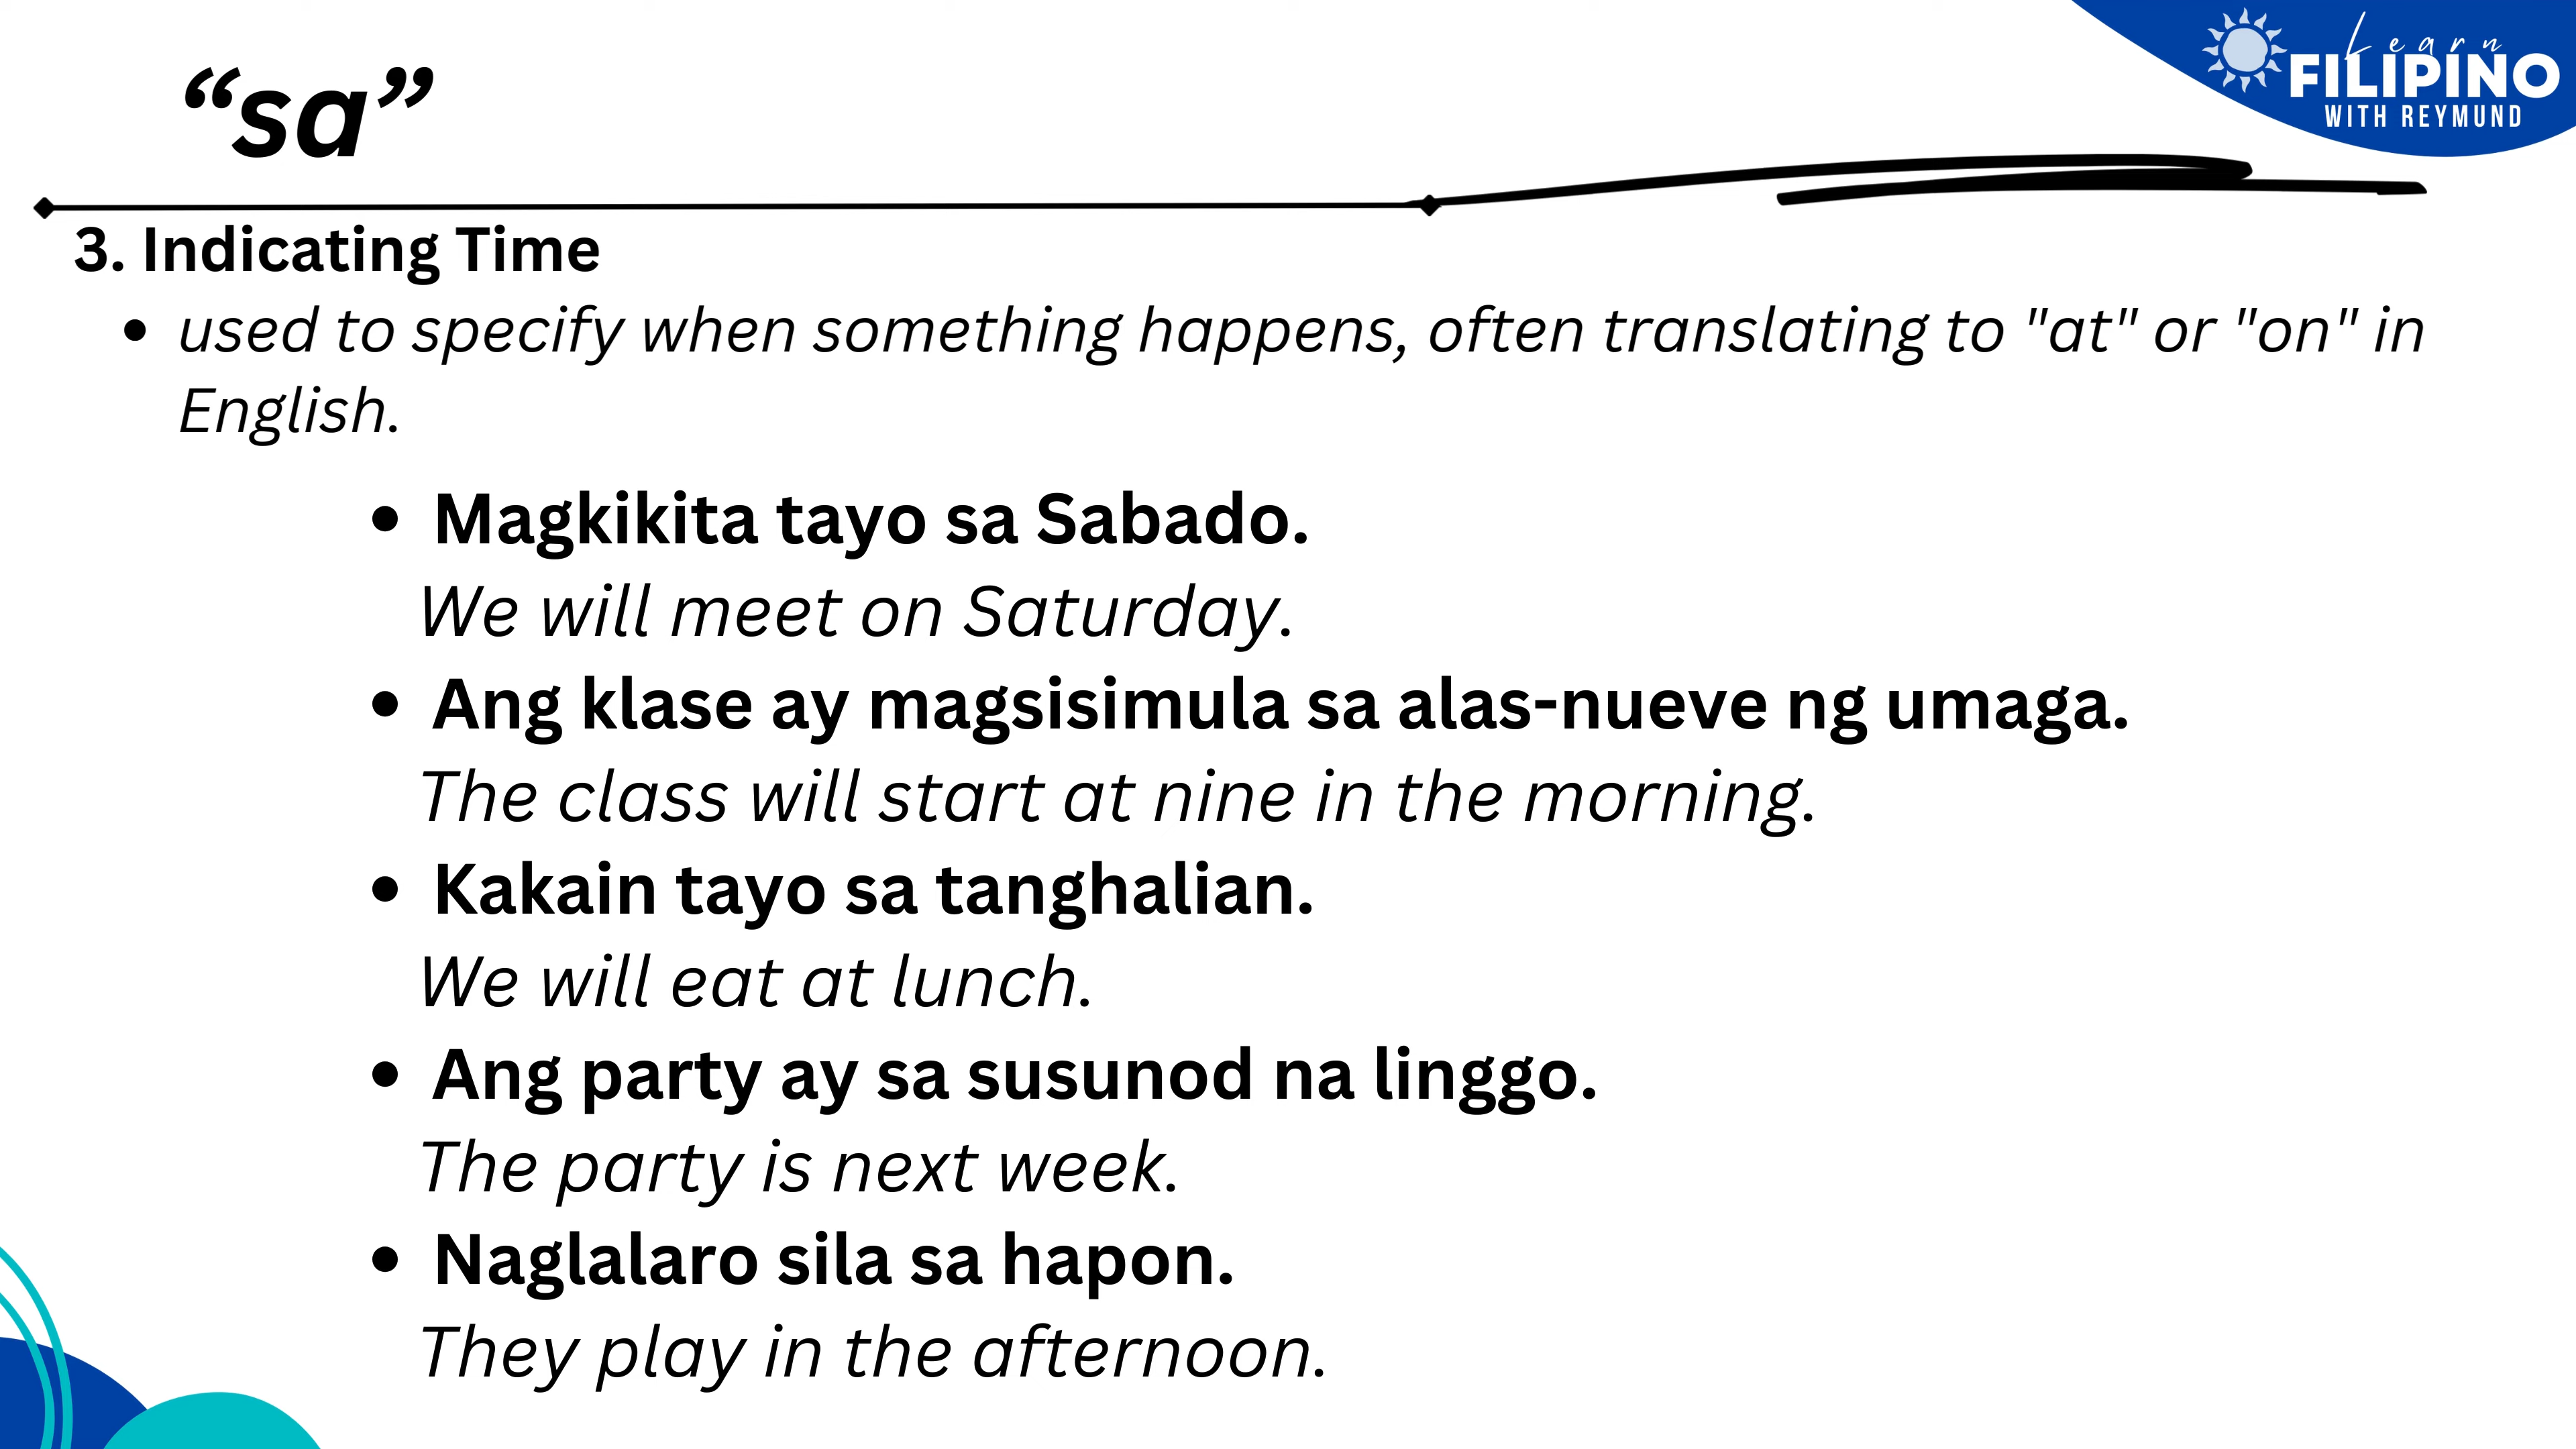 “sa”
Learn
FILIPINO
WITH REYMUND
3. Indicating Time
• used to specify when something happens, often translating to "at" or "on" in
English.
• Magkikita tayo sa Sabado.
We will meet on Saturday.
• Ang klase ay magsisimula sa alas-nueve ng umaga.
The class will start at nine in the morning.
• Kakain tayo sa tanghalian.
We will eat at lunch.
• Ang party ay sa susunod na linggo.
The party is next week.
• Naglalaro sila sa hapon.
They play in the afternoon.